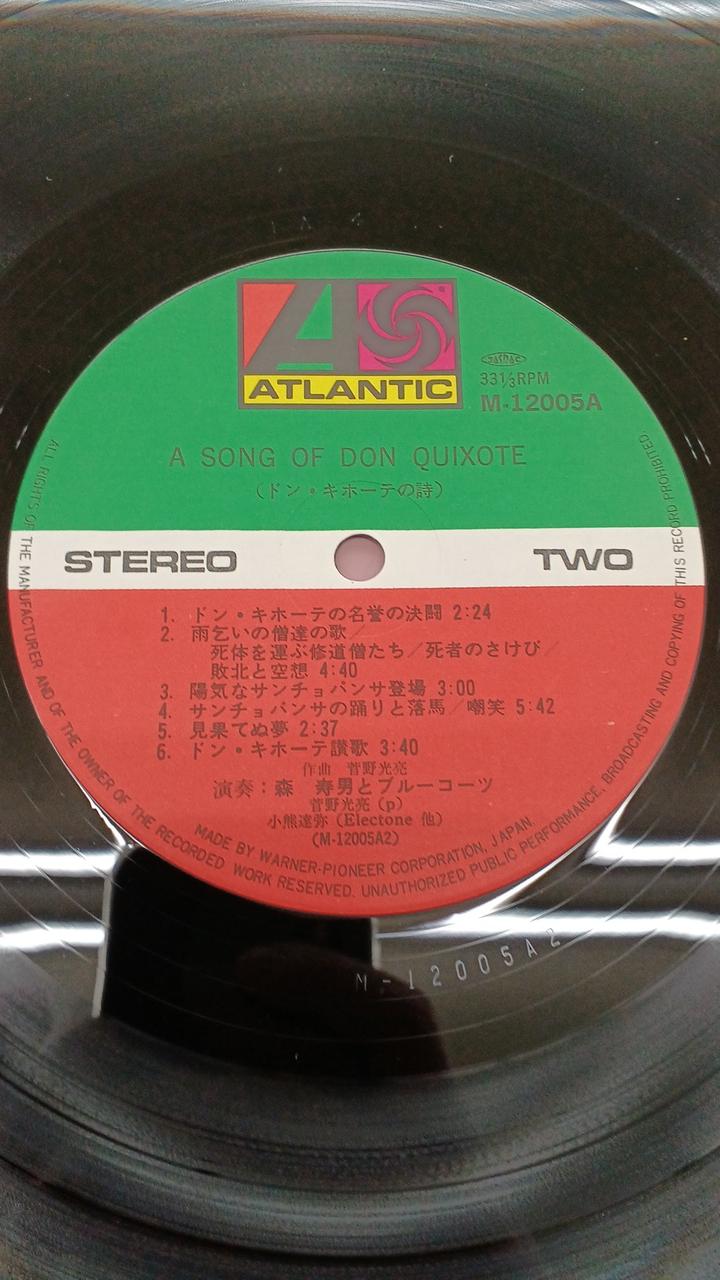 ATLANTIC
33 1/3 RPM
M-12005A
A SONG OF DON QUIXOTE
(ドン・キホーテの詩)
STEREO TWO
1. ドン・キホーテの名誉の決闘 2:24
2. 雨乞いの僧達の歌／
死体を運ぶ修道僧たち／死者のさけび／
敗北と空想 4:40
3. 陽気なサンチョパンサ登場 3:00
4. サンチョパンサの踊りと落馬／嘲笑 5:42
5. 見果てぬ夢 2:37
6. ドン・キホーテ讃歌 3:40
作曲 菅野光亮
演奏：森 寿男とブルーコーツ
菅野光亮 (p)
小熊達弥 (Electone 他)
(M-12005A2)
MADE BY WARNER-PIONEER CORPORATION, JAPAN.
ALL RIGHTS OF THE MANUFACTURER AND OF THE OWNER OF THE RECORDED WORK RESERVED. UNAUTHORIZED PUBLIC PERFORMANCE, BROADCASTING AND COPYING OF THIS RECORD PROHIBITED
M-12005A2